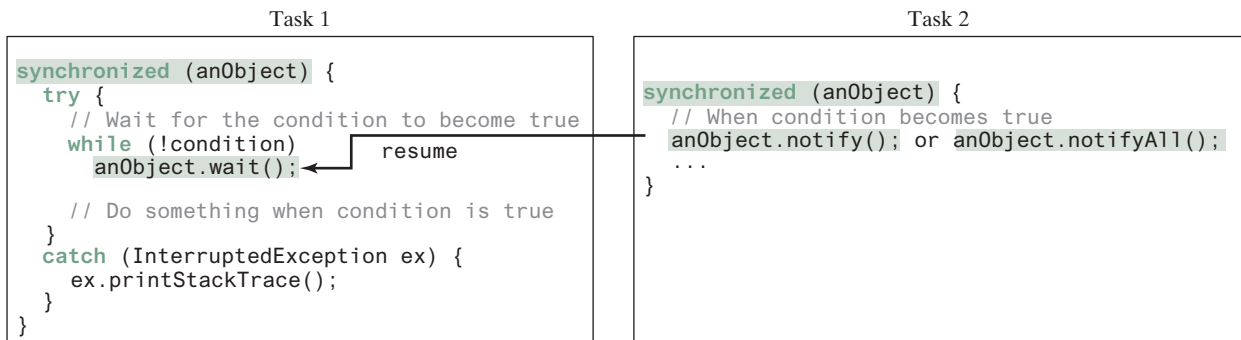 Task 1
synchronized (anObject) {
  try {
    // Wait for the condition to become true
    while (!condition)
      anObject.wait();

    // Do something when condition is true
  }
  catch (InterruptedException ex) {
    ex.printStackTrace();
  }
}
resume
Task 2
synchronized (anObject) {
  // When condition becomes true
  anObject.notify(); or anObject.notifyAll();
  ...
}